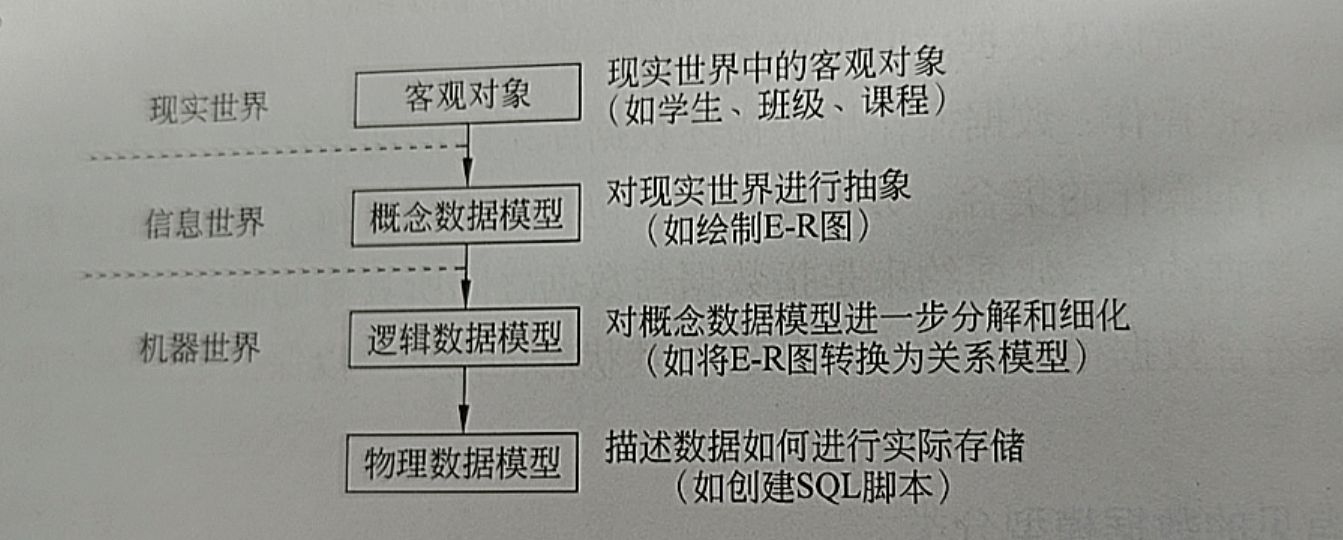 现实世界
客观对象
现实世界中的客观对象
（如学生、班级、课程）
信息世界
概念数据模型
对现实世界进行抽象
（如绘制E-R图）
机器世界
逻辑数据模型
对概念数据模型进一步分解和细化
（如将E-R图转换为关系模型）
物理数据模型
描述数据如何进行实际存储
（如创建SQL脚本）